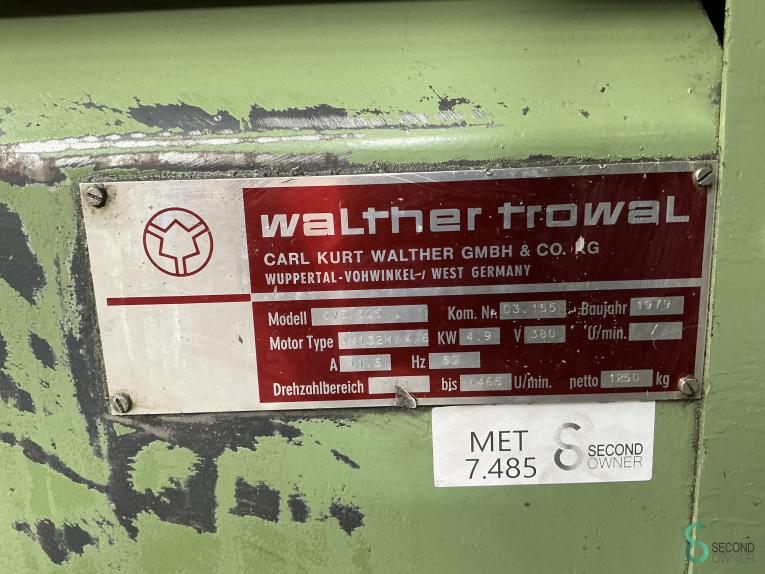 walther trowal
CARL KURT WALTHER GMBH & CO. KG
WUPPERTAL-VOHWINKEL / WEST GERMANY
Modell
Kom. Nr. 03.155 Baujahr 1979
Motor Type KW 4.9 V 380 U/min. /
A Hz 50
Drehzahlbereich bis 1465 U/min. netto 1250 kg
MET
7.485
SECOND
OWNER
SECOND
OWNER